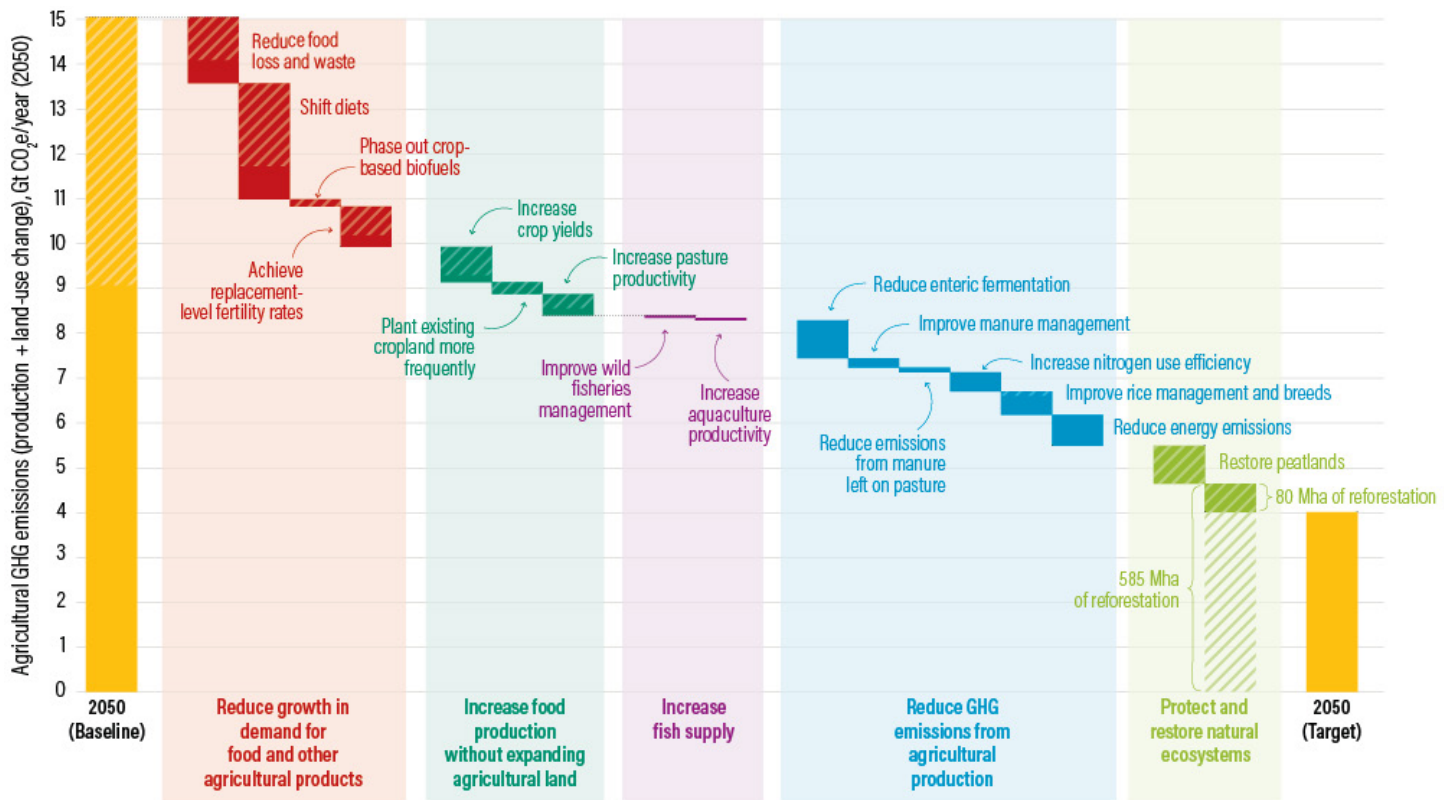 Agricultural GHG emissions (production + land-use change), Gt CO₂e/year (2050)
15
14
13
12
11
10
9
8
7
6
5
4
3
2
1
0
Reduce food
loss and waste
Shift diets
Phase out crop-
based biofuels
Achieve
replacement-
level fertility rates
Increase
crop yields
Increase pasture
productivity
Plant existing
cropland more
frequently
Improve wild
fisheries
management
Increase
aquaculture
productivity
Reduce enteric fermentation
Improve manure management
Increase nitrogen use efficiency
Improve rice management and breeds
Reduce energy emissions
Reduce emissions
from manure
left on pasture
Restore peatlands
80 Mha of reforestation
585 Mha
of reforestation
2050
(Baseline)
Reduce growth in
demand for
food and other
agricultural products
Increase food
production
without expanding
agricultural land
Increase
fish supply
Reduce GHG
emissions from
agricultural
production
Protect and
restore natural
ecosystems
2050
(Target)